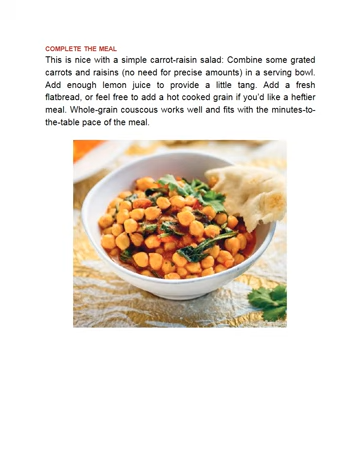 COMPLETE THE MEAL
This is nice with a simple carrot-raisin salad: Combine some grated
carrots and raisins (no need for precise amounts) in a serving bowl.
Add enough lemon juice to provide a little tang. Add a fresh
flatbread, or feel free to add a hot cooked grain if you’d like a heftier
meal. Whole-grain couscous works well and fits with the minutes-to-
the-table pace of the meal.